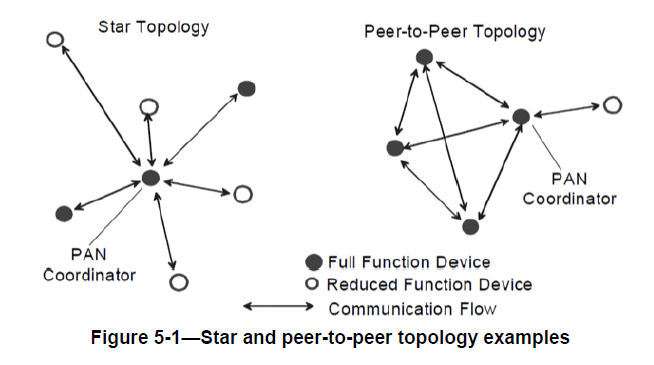 Star Topology
Peer-to-Peer Topology
PAN
Coordinator
PAN
Coordinator
Full Function Device
Reduced Function Device
Communication Flow
Figure 5-1—Star and peer-to-peer topology examples